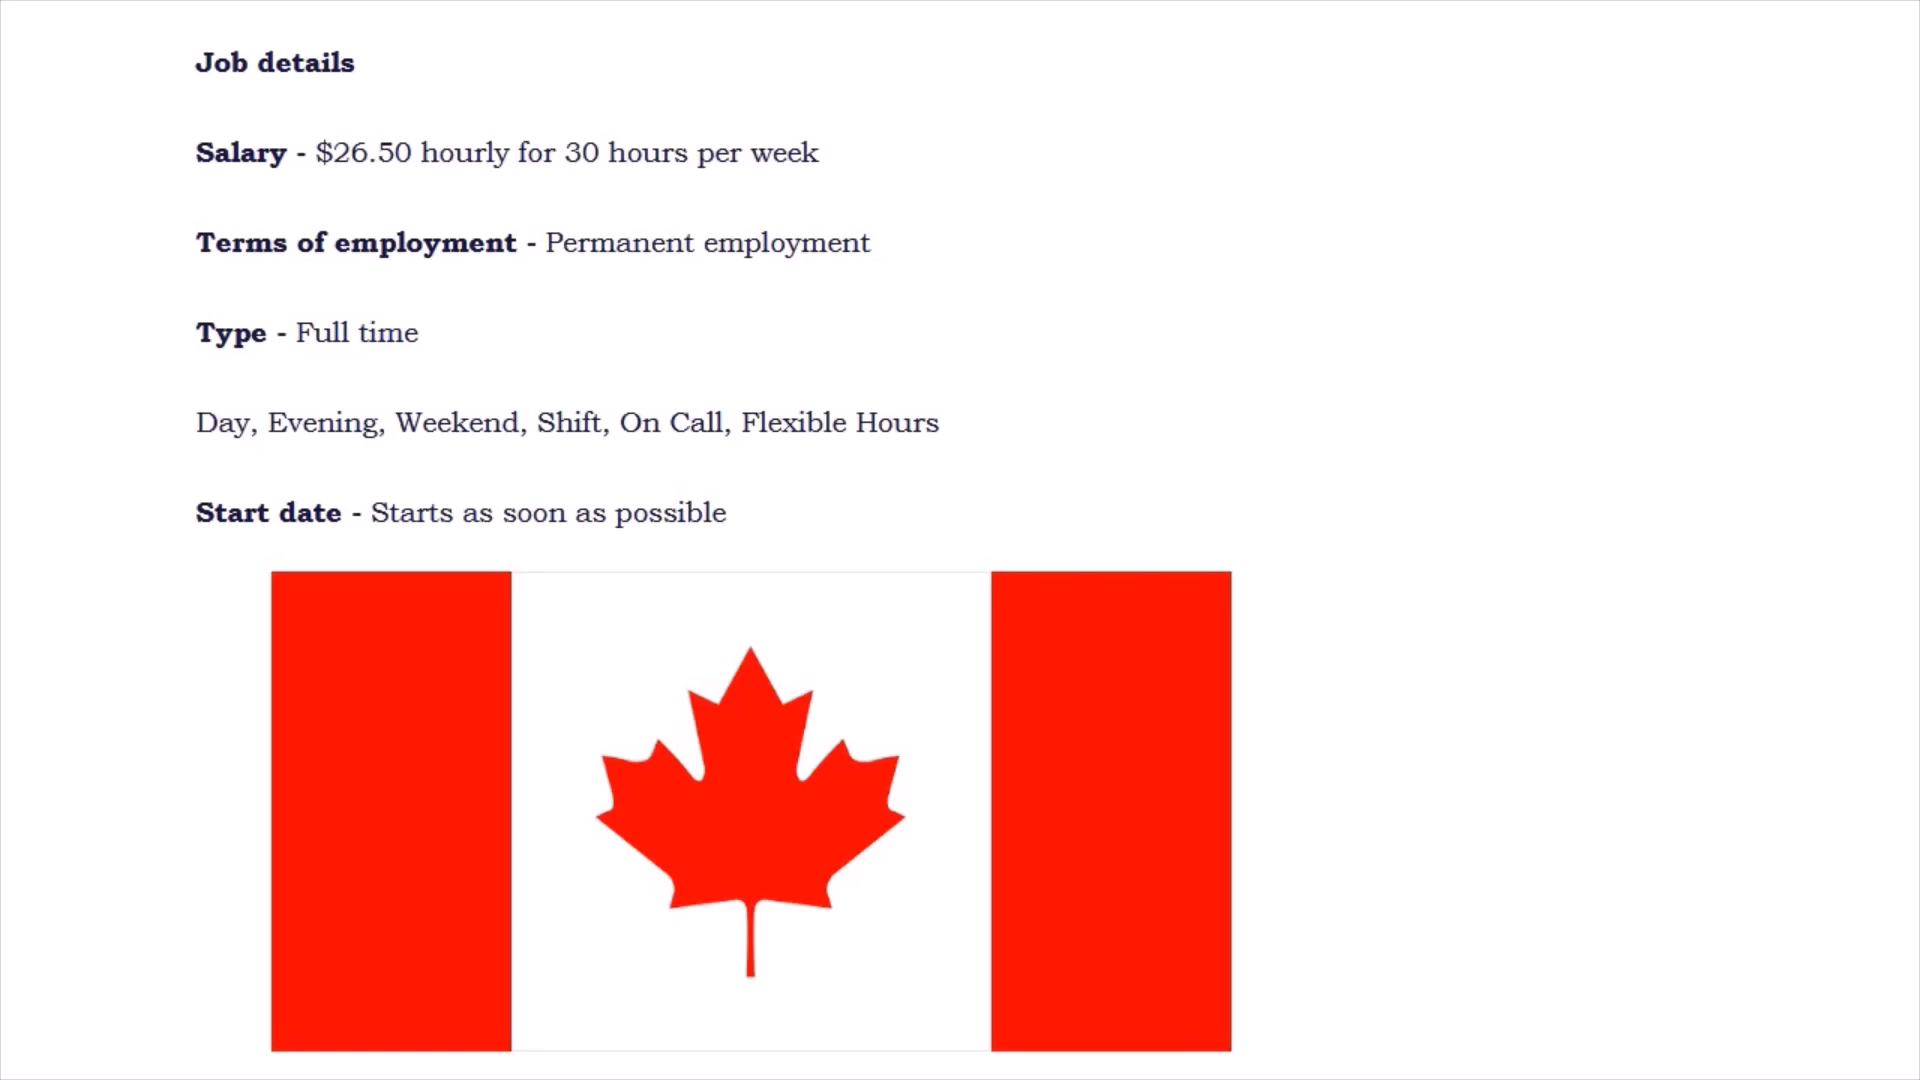 Job details
Salary - $26.50 hourly for 30 hours per week
Terms of employment - Permanent employment
Type - Full time
Day, Evening, Weekend, Shift, On Call, Flexible Hours
Start date - Starts as soon as possible